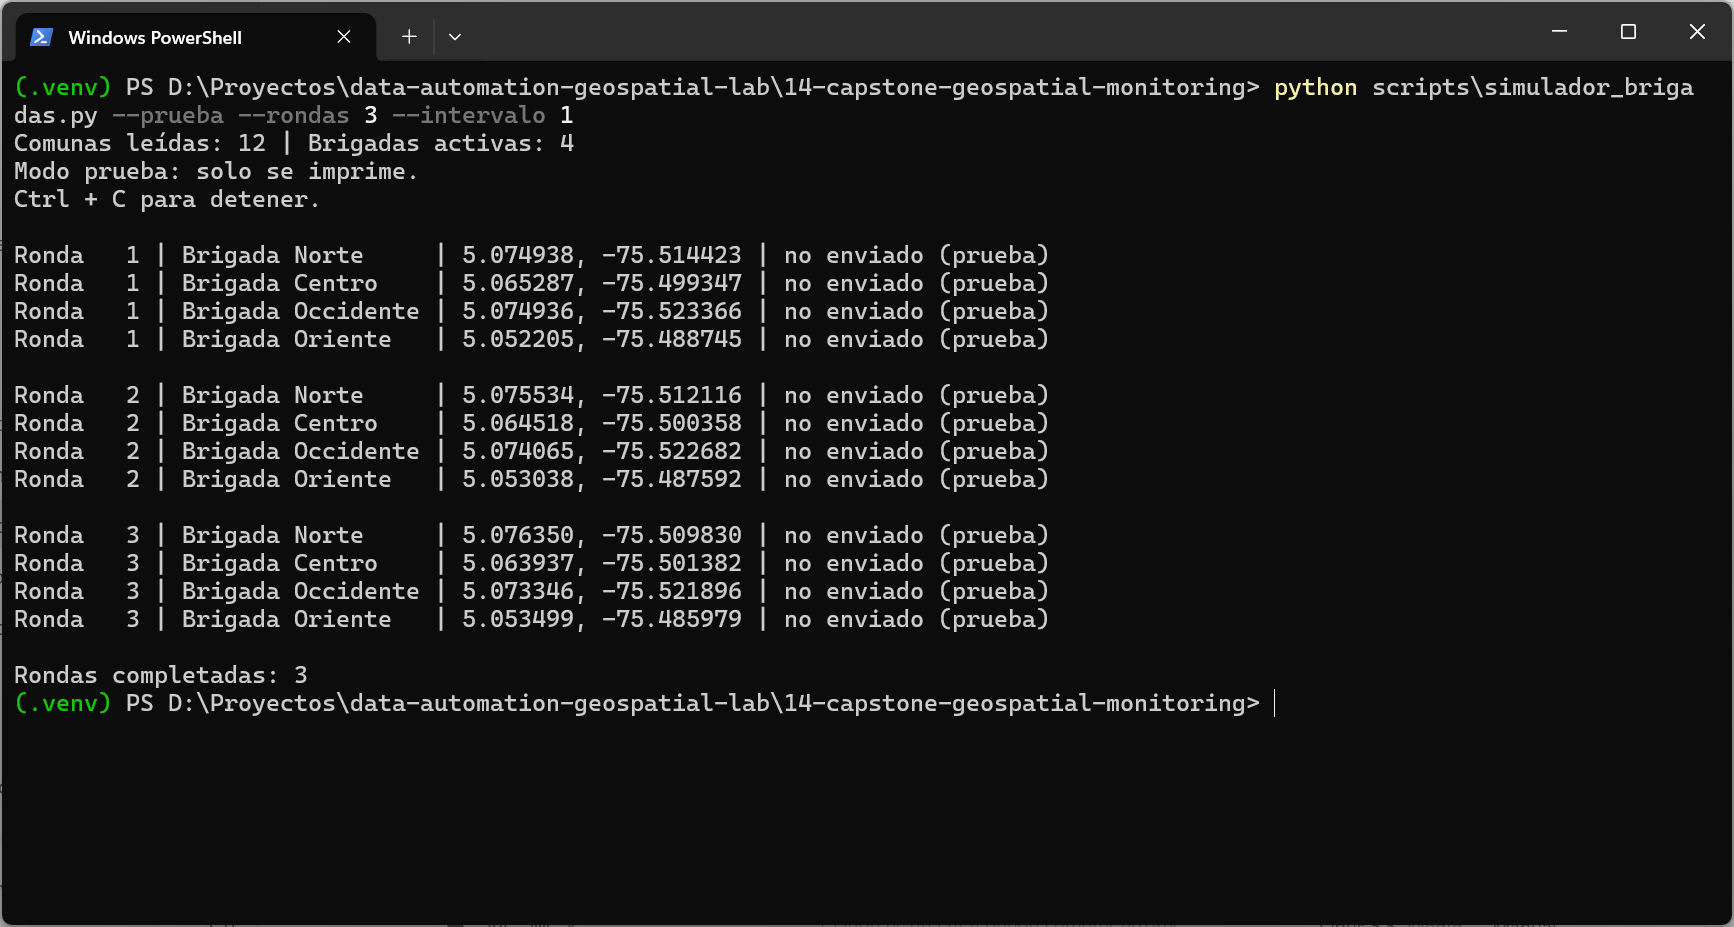 Windows PowerShell
(.venv) PS D:\Proyectos\data-automation-geospatial-lab\14-capstone-geospatial-monitoring> python scripts\simulador_briga
das.py --prueba --rondas 3 --intervalo 1
Comunas leídas: 12 | Brigadas activas: 4
Modo prueba: solo se imprime.
Ctrl + C para detener.
Ronda   1 | Brigada Norte     | 5.074938, -75.514423 | no enviado (prueba)
Ronda   1 | Brigada Centro    | 5.065287, -75.499347 | no enviado (prueba)
Ronda   1 | Brigada Occidente | 5.074936, -75.523366 | no enviado (prueba)
Ronda   1 | Brigada Oriente   | 5.052205, -75.488745 | no enviado (prueba)
Ronda   2 | Brigada Norte     | 5.075534, -75.512116 | no enviado (prueba)
Ronda   2 | Brigada Centro    | 5.064518, -75.500358 | no enviado (prueba)
Ronda   2 | Brigada Occidente | 5.074065, -75.522682 | no enviado (prueba)
Ronda   2 | Brigada Oriente   | 5.053038, -75.487592 | no enviado (prueba)
Ronda   3 | Brigada Norte     | 5.076350, -75.509830 | no enviado (prueba)
Ronda   3 | Brigada Centro    | 5.063937, -75.501382 | no enviado (prueba)
Ronda   3 | Brigada Occidente | 5.073346, -75.521896 | no enviado (prueba)
Ronda   3 | Brigada Oriente   | 5.053499, -75.485979 | no enviado (prueba)
Rondas completadas: 3
(.venv) PS D:\Proyectos\data-automation-geospatial-lab\14-capstone-geospatial-monitoring>